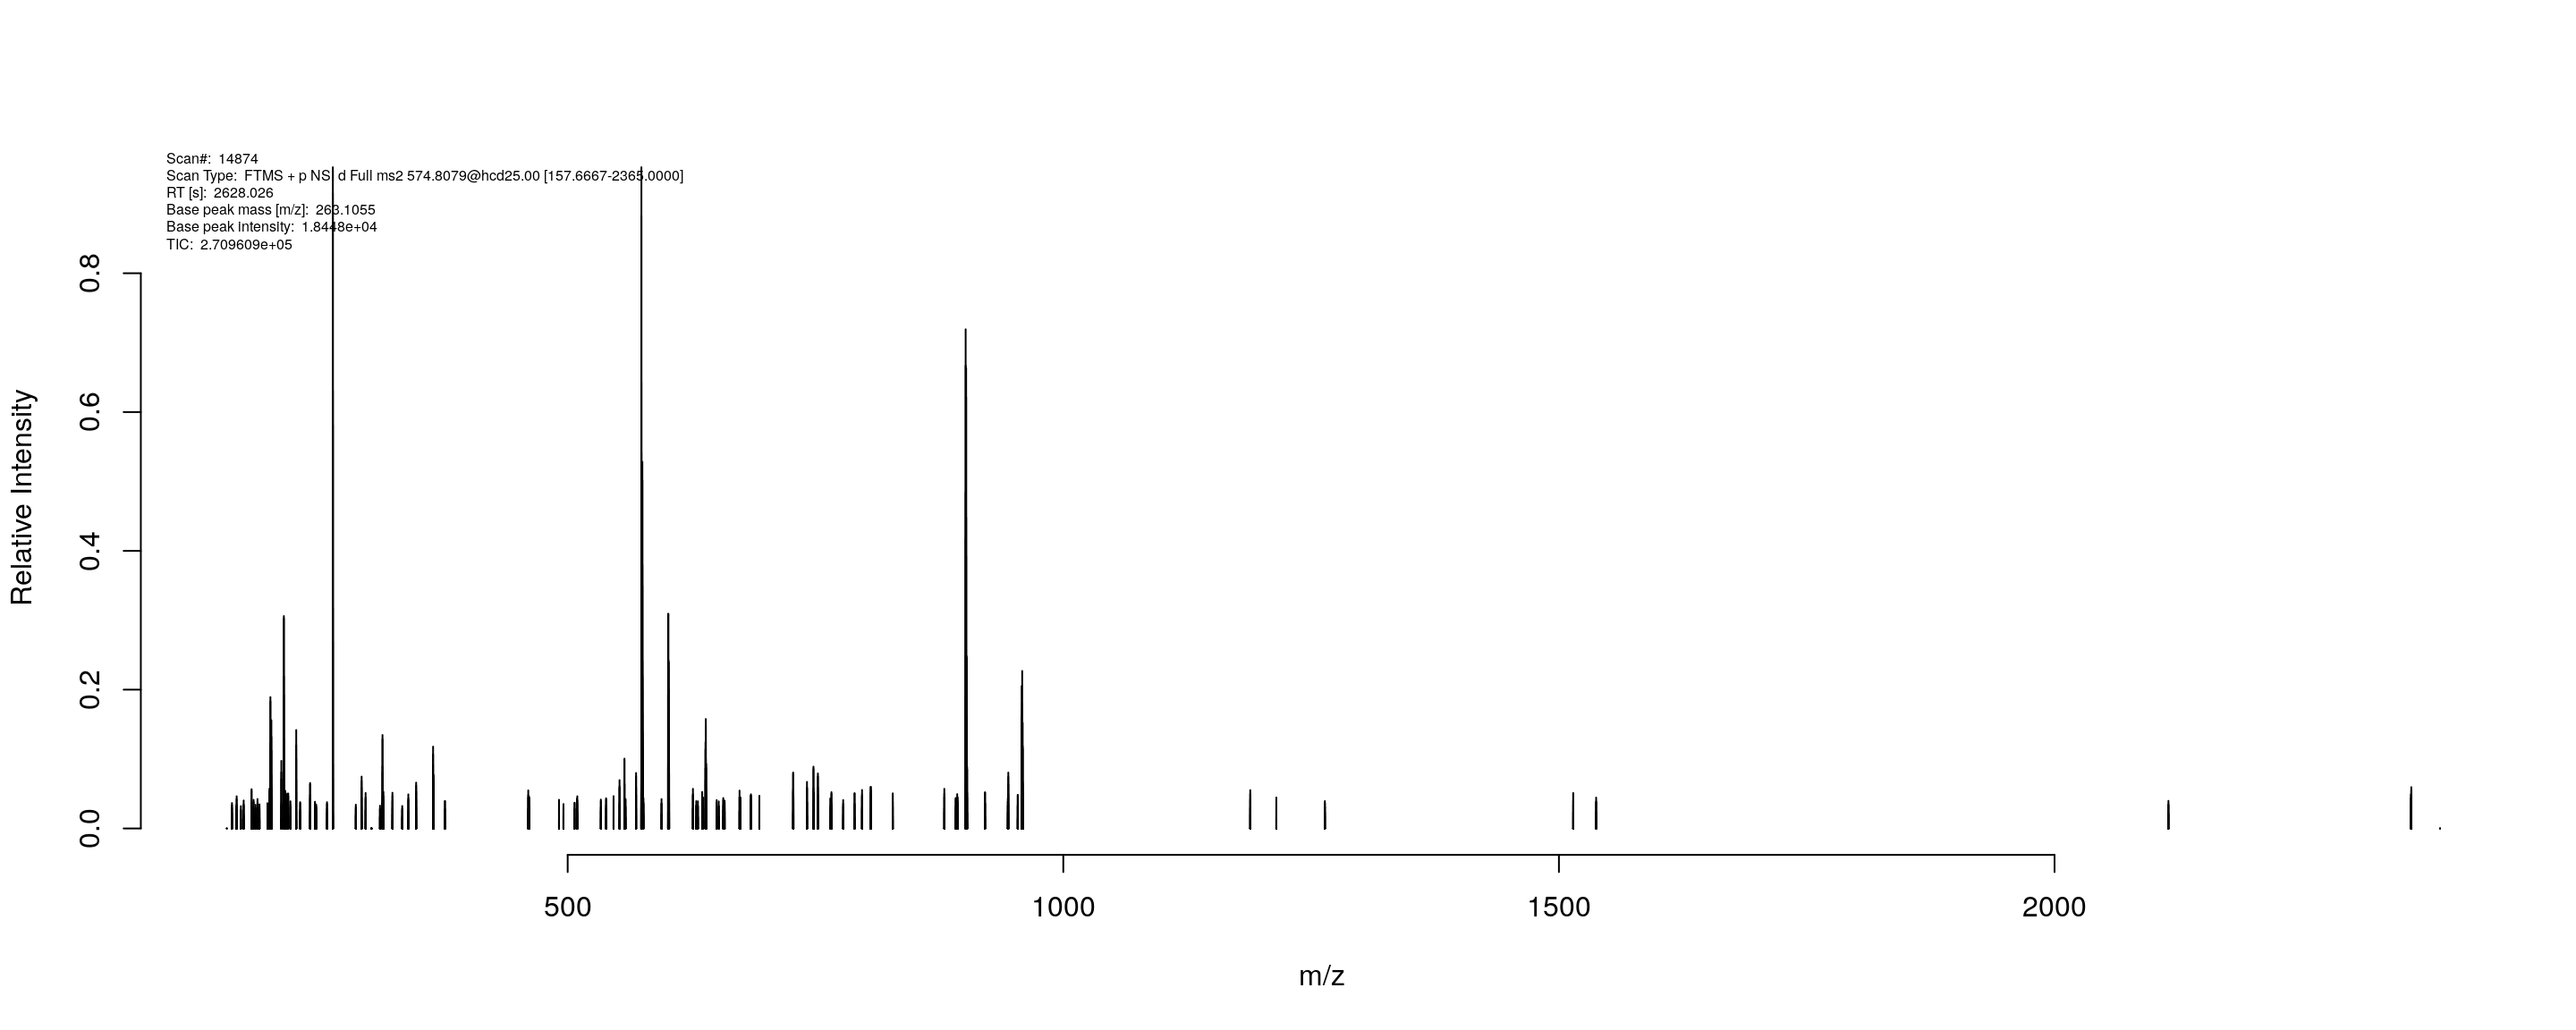 Scan#: 14874
Scan Type: FTMS + p NSI d Full ms2 574.8079@hcd25.00 [157.6667-2365.0000]
RT [s]: 2628.026
Base peak mass [m/z]: 263.1055
Base peak intensity: 1.8448e+04
TIC: 2.709609e+05
0.8
0.6
0.4
0.2
0.0
Relative Intensity
500 1000 1500 2000
m/z